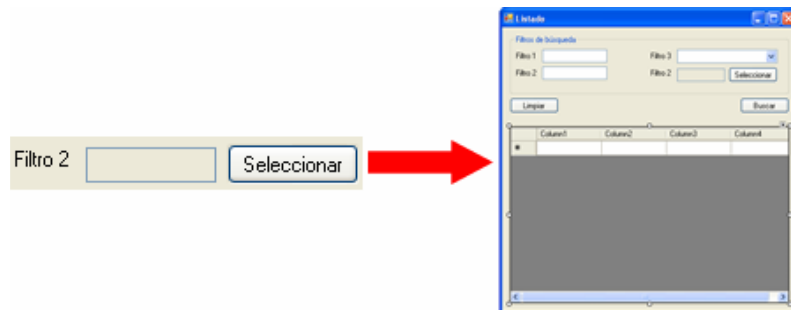 Filtro 2 Seleccionar
Listado
Filtros de búsqueda
Filtro 1 Filtro 3
Filtro 2 Filtro 2 Seleccionar
Limpiar Buscar
Column1 Column2 Column3 Column4